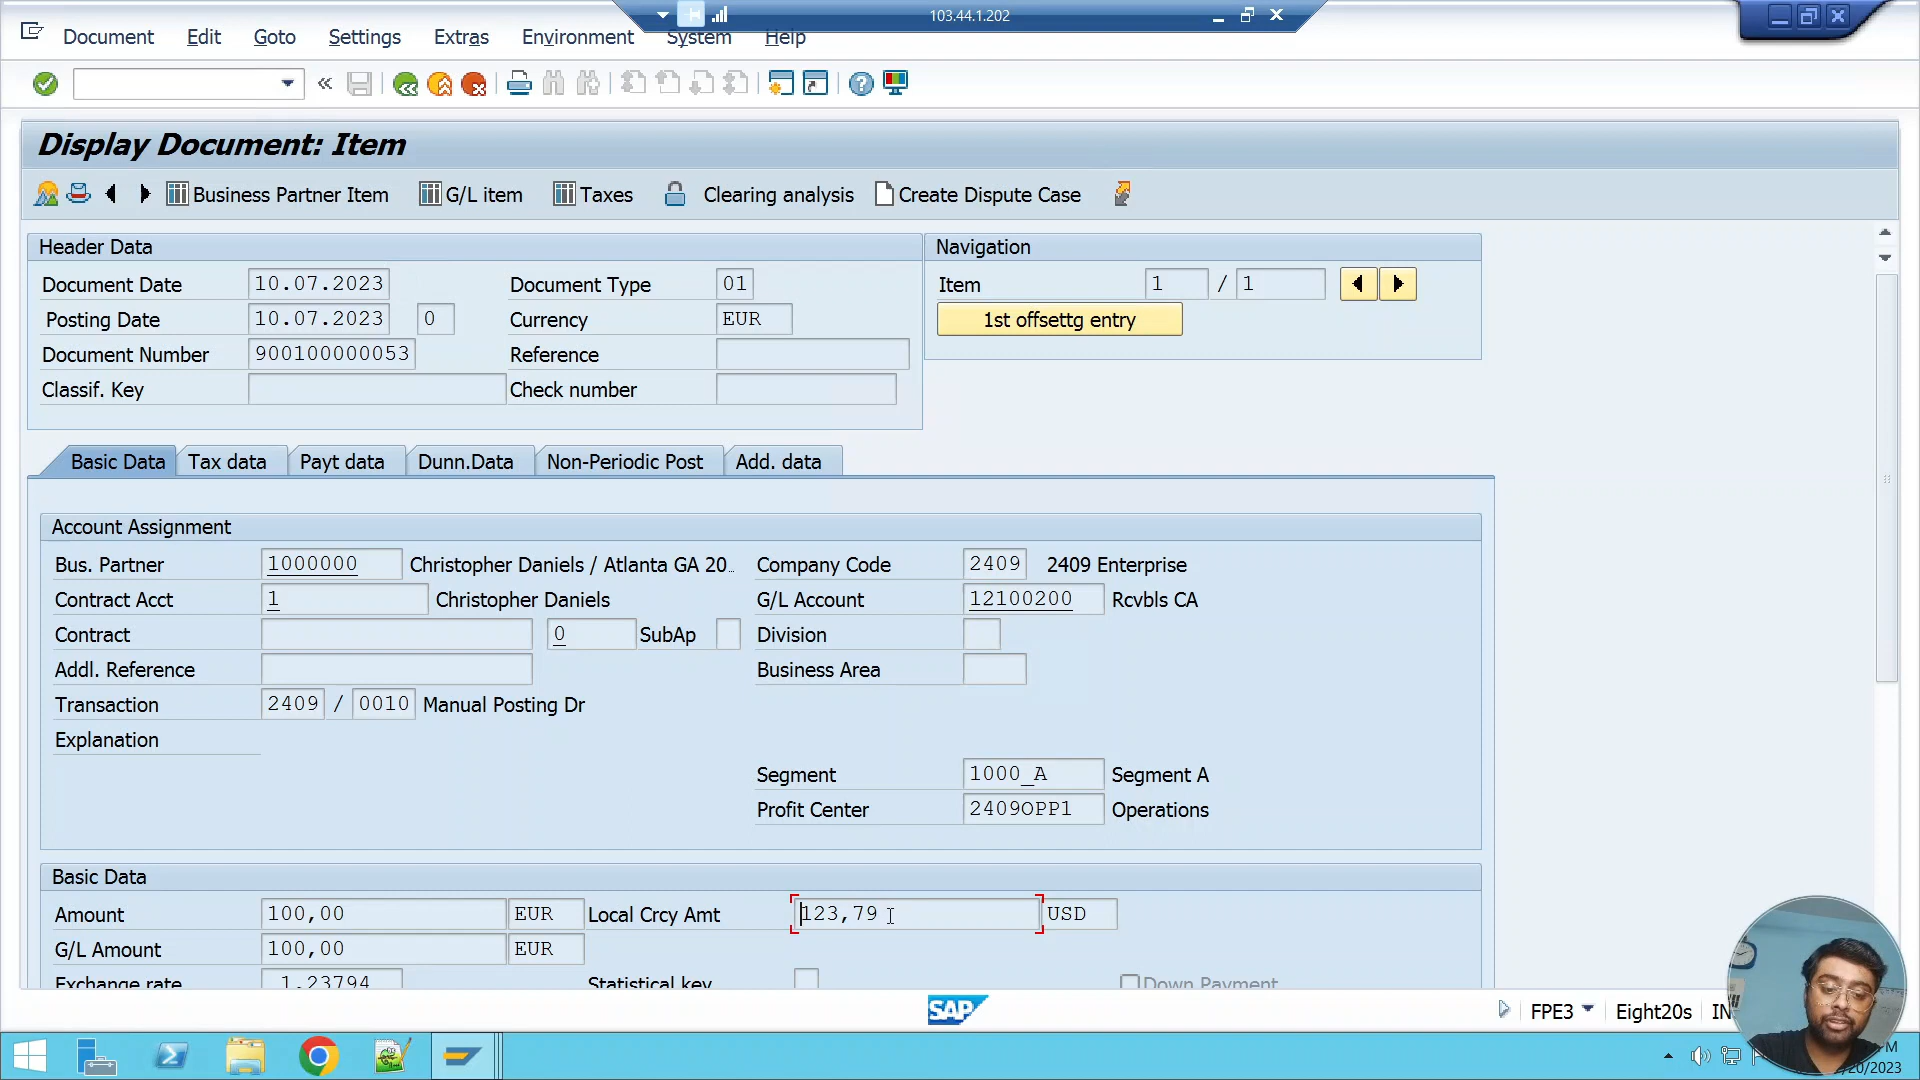 103.44.1.202
Document Edit Goto Settings Extras Environment System Help
Display Document: Item
Business Partner Item G/L item Taxes Clearing analysis Create Dispute Case
Header Data
Document Date 10.07.2023 Document Type 01
Posting Date 10.07.2023 0 Currency EUR
Document Number 900100000053 Reference
Classif. Key Check number
Navigation
Item 1 / 1
1st offsettg entry
Basic Data Tax data Payt data Dunn.Data Non-Periodic Post Add. data
Account Assignment
Bus. Partner 1000000 Christopher Daniels / Atlanta GA 20... Company Code 2409 2409 Enterprise
Contract Acct 1 Christopher Daniels G/L Account 12100200 Rcvbls CA
Contract 0 SubAp Division
Addl. Reference Business Area
Transaction 2409 / 0010 Manual Posting Dr
Explanation
Segment 1000_A Segment A
Profit Center 2409OPP1 Operations
Basic Data
Amount 100,00 EUR Local Crcy Amt 123,79 USD
G/L Amount 100,00 EUR
Exchange rate 1.23794 Statistical key Down Payment
SAP FPE3 Eight20s IN
M
/20/2023